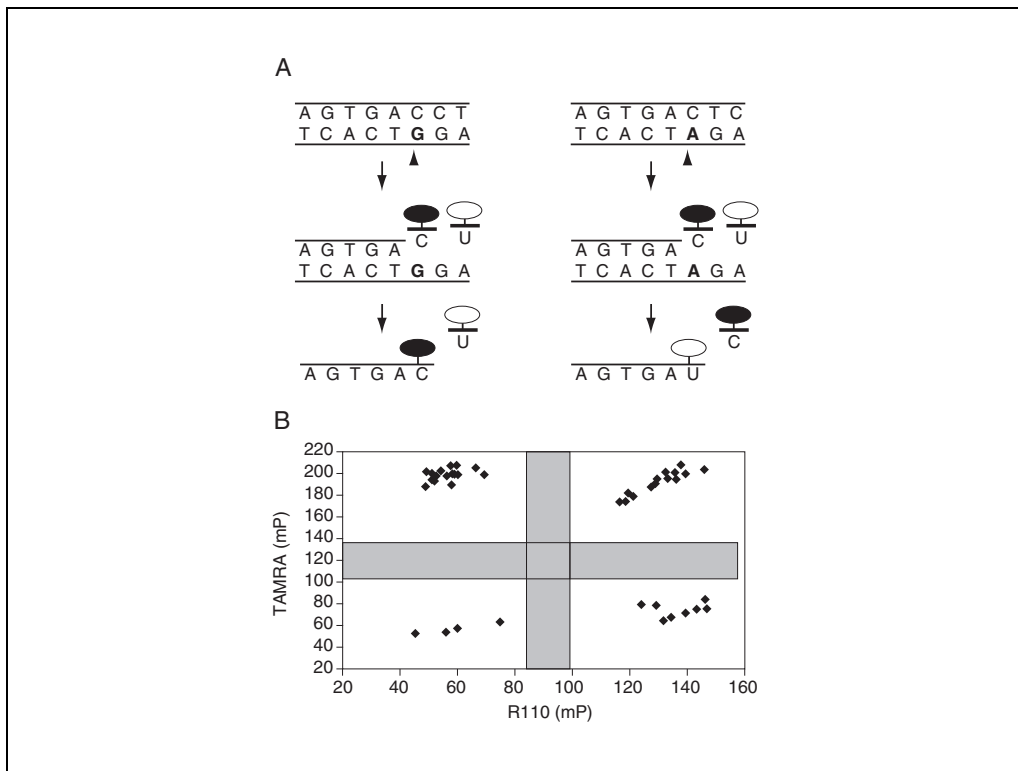 A
A G T G A C C T
T C A C T G G A
C U
A G T G A
T C A C T G G A
U
A G T G A C
A G T G A C T C
T C A C T A G A
C U
A G T G A
T C A C T A G A
C
A G T G A U
B
TAMRA (mP)
220
200
180
160
140
120
100
80
60
40
20
20 40 60 80 100 120 140 160
R110 (mP)